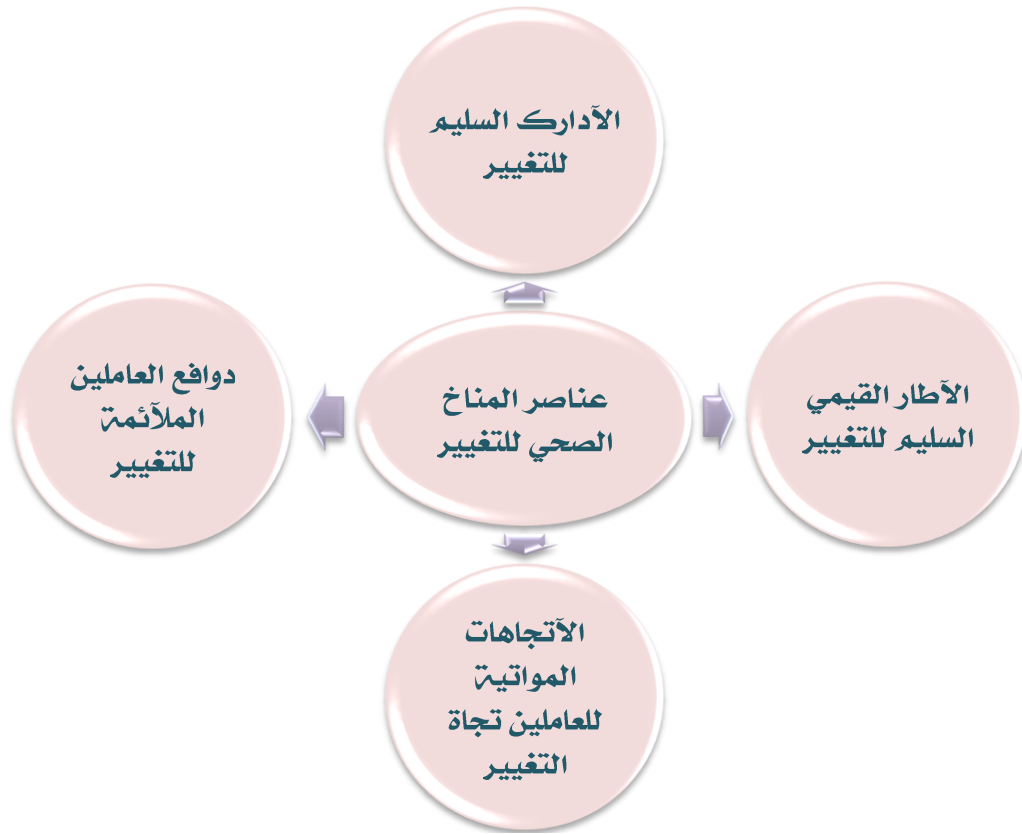 الآدارك السليم
للتغيير
عناصر المناخ
الصحي للتغيير
الآطار القيمي
السليم للتغيير
دوافع العاملين
الملآئمة
للتغيير
الآتجاهات
المواتية
للعاملين تجاة
التغيير